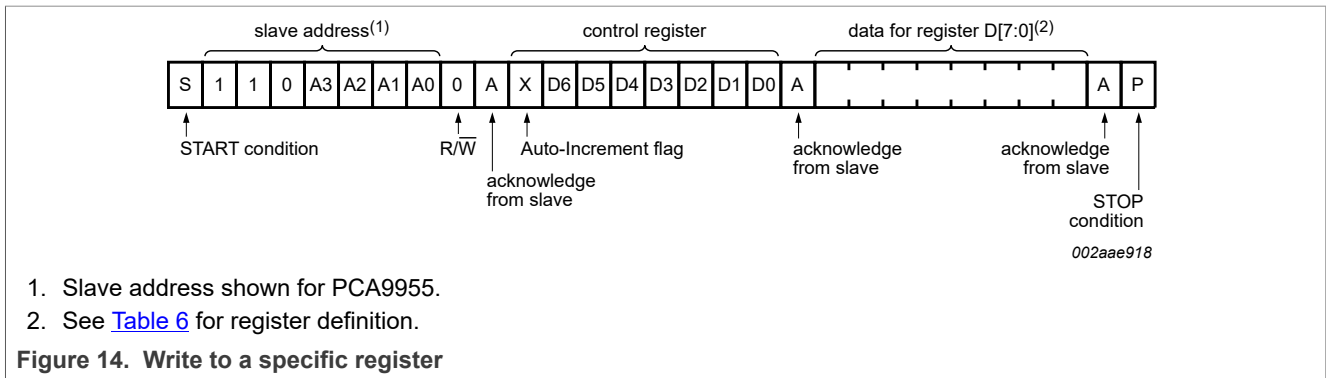 slave address(1) control register data for register D[7:0](2)
S 1 1 0 A3 A2 A1 A0 0 A X D6 D5 D4 D3 D2 D1 D0 A A P
START condition R/W̅ Auto-Increment flag acknowledge from slave acknowledge from slave
acknowledge
from slave
STOP
condition
002aae918
1. Slave address shown for PCA9955.
2. See Table 6 for register definition.
Figure 14. Write to a specific register